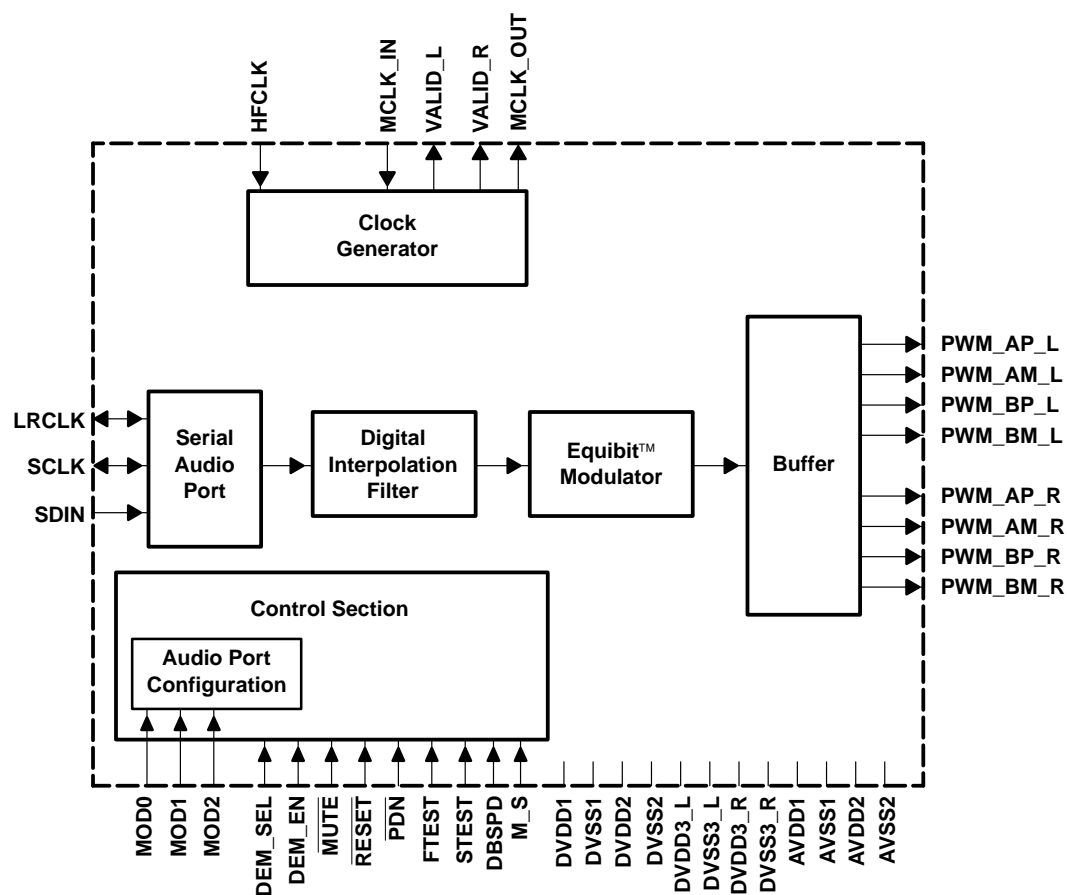 HFCLK
MCLK_IN
VALID_L
VALID_R
MCLK_OUT
Clock
Generator
LRCLK
SCLK
SDIN
Serial
Audio
Port
Digital
Interpolation
Filter
Equibit™
Modulator
Buffer
PWM_AP_L
PWM_AM_L
PWM_BP_L
PWM_BM_L
PWM_AP_R
PWM_AM_R
PWM_BP_R
PWM_BM_R
Control Section
Audio Port
Configuration
MOD0
MOD1
MOD2
DEM_SEL
DEM_EN
MUTE
RESET
PDN
FTEST
STEST
DBSPD
M_S
DVDD1
DVSS1
DVDD2
DVSS2
DVDD3_L
DVSS3_L
DVDD3_R
DVSS3_R
AVDD1
AVSS1
AVDD2
AVSS2